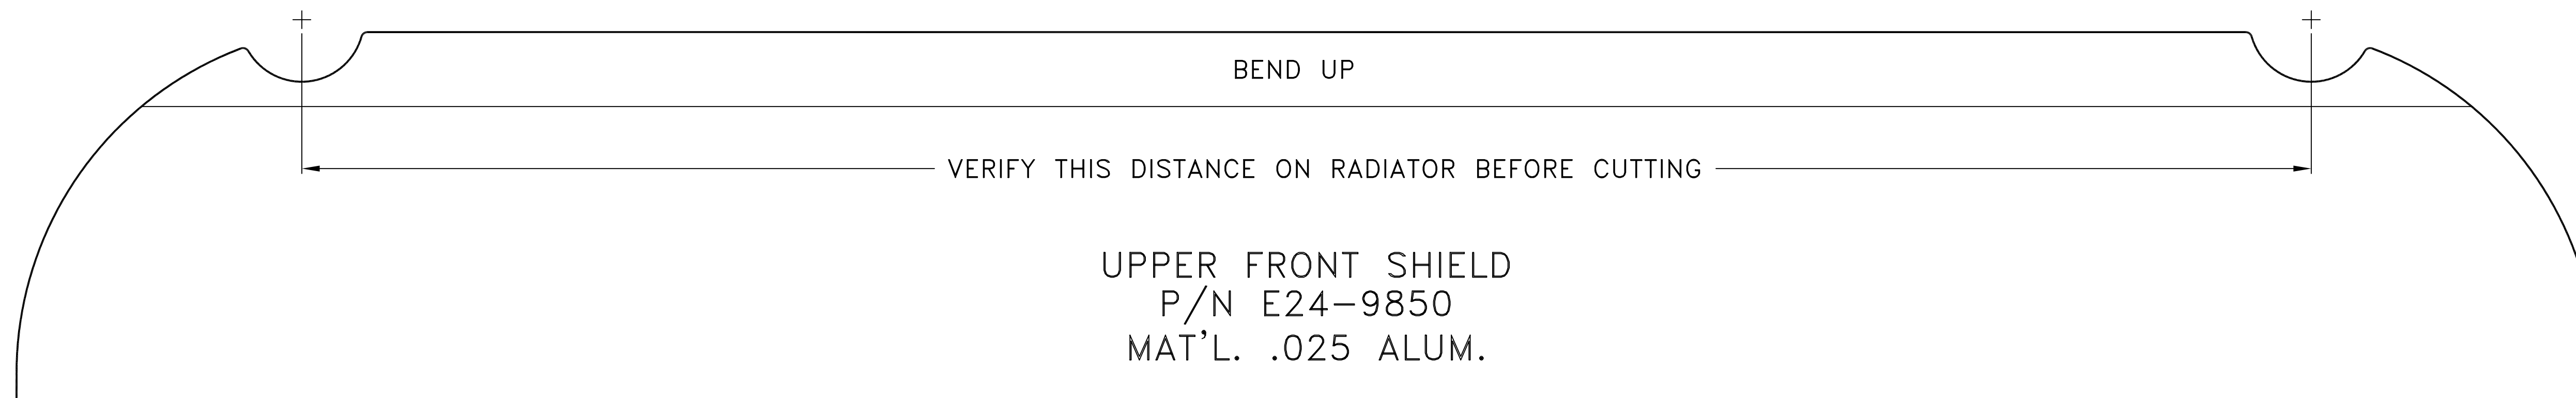 BEND UP
VERIFY THIS DISTANCE ON RADIATOR BEFORE CUTTING
UPPER FRONT SHIELD
P/N E24-9850
MAT'L. .025 ALUM.